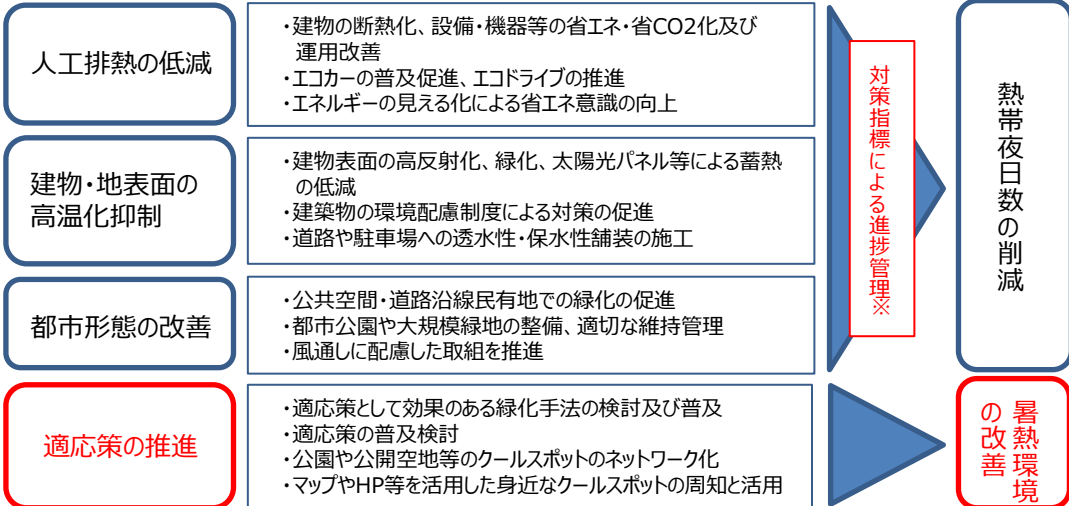 人工排熱の低減
・建物の断熱化、設備・機器等の省エネ・省CO2化及び
運用改善
・エコカーの普及促進、エコドライブの推進
・エネルギーの見える化による省エネ意識の向上
建物・地表面の
高温化抑制
・建物表面の高反射化、緑化、太陽光パネル等による蓄熱
の低減
・建築物の環境配慮制度による対策の促進
・道路や駐車場への透水性・保水性舗装の施工
都市形態の改善
・公共空間・道路沿線民有地での緑化の促進
・都市公園や大規模緑地の整備、適切な維持管理
・風通しに配慮した取組を推進
対策指標による進捗管理※
熱帯夜日数の削減
適応策の推進
・適応策として効果のある緑化手法の検討及び普及
・適応策の普及検討
・公園や公開空地等のクールスポットのネットワーク化
・マップやHP等を活用した身近なクールスポットの周知と活用
暑熱環境
の改善